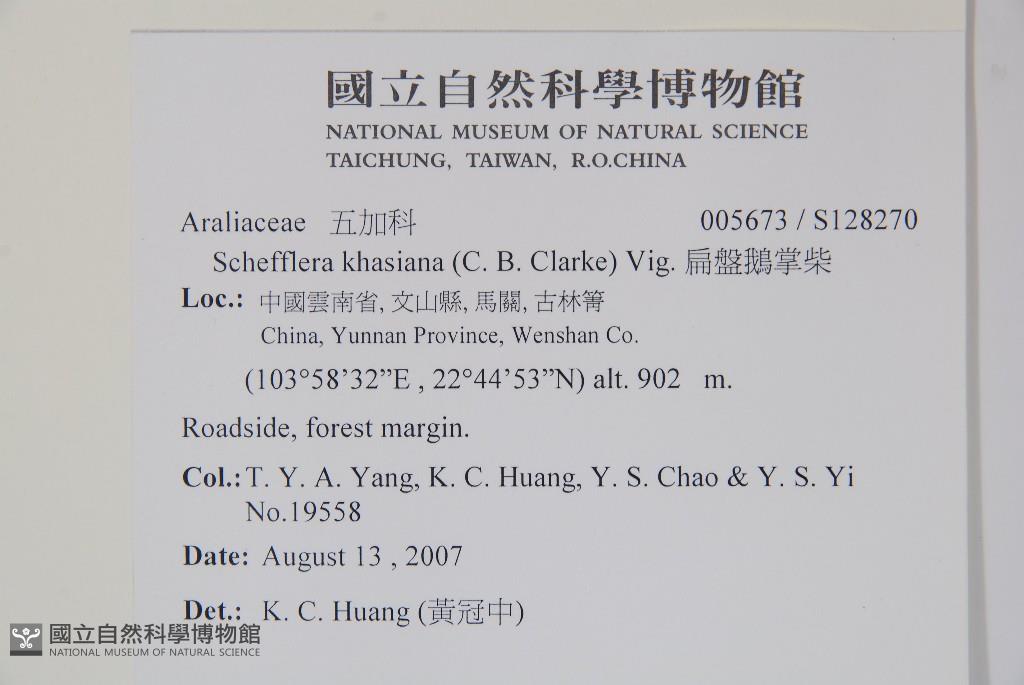 國立自然科學博物館
NATIONAL MUSEUM OF NATURAL SCIENCE
TAICHUNG, TAIWAN, R.O.CHINA
Araliaceae 五加科 005673 / S128270
Schefflera khasiana (C. B. Clarke) Vig. 扁盤鵝掌柴
Loc.: 中國雲南省, 文山縣, 馬關, 古林箐
China, Yunnan Province, Wenshan Co.
(103°58’32”E , 22°44’53”N) alt. 902 m.
Roadside, forest margin.
Col.: T. Y. A. Yang, K. C. Huang, Y. S. Chao & Y. S. Yi
No.19558
Date: August 13 , 2007
Det.: K. C. Huang (黃冠中)
國立自然科學博物館
NATIONAL MUSEUM OF NATURAL SCIENCE